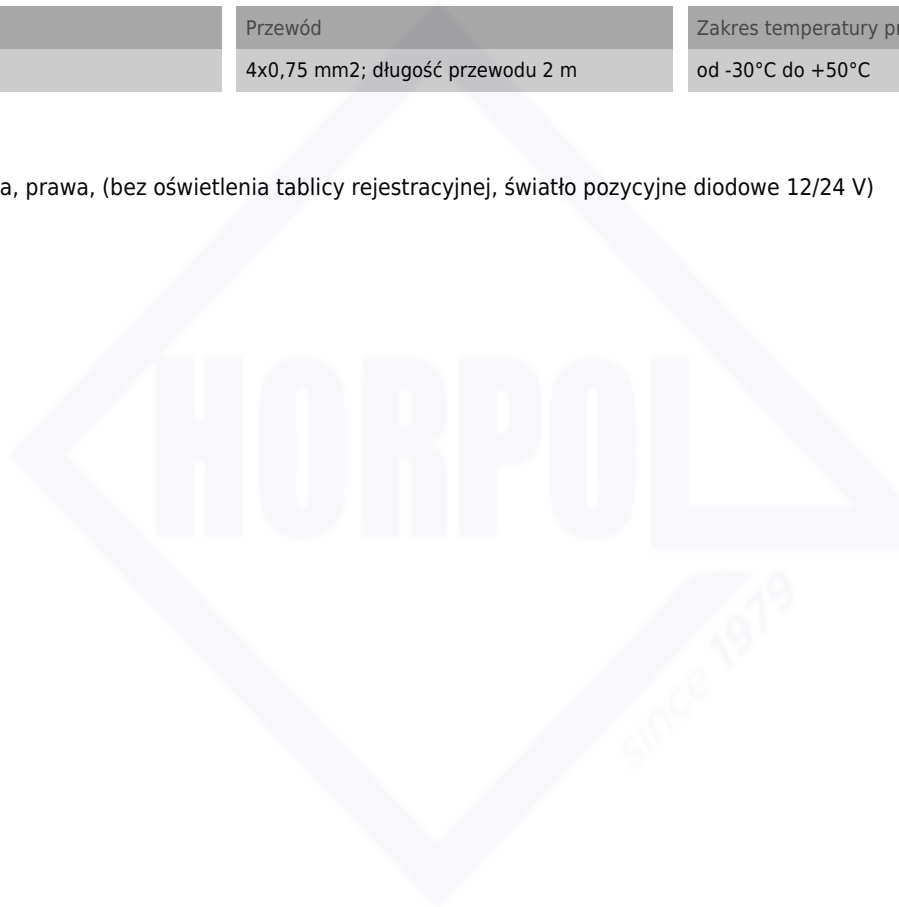 Przewód
Zakres temperatury
4x0,75 mm2; długość przewodu 2 m
od -30°C do +50°C
prawa, (bez oświetlenia tablicy rejestracyjnej, światło pozycyjne diodowe 12/24 V)
HORPOL
since 1979